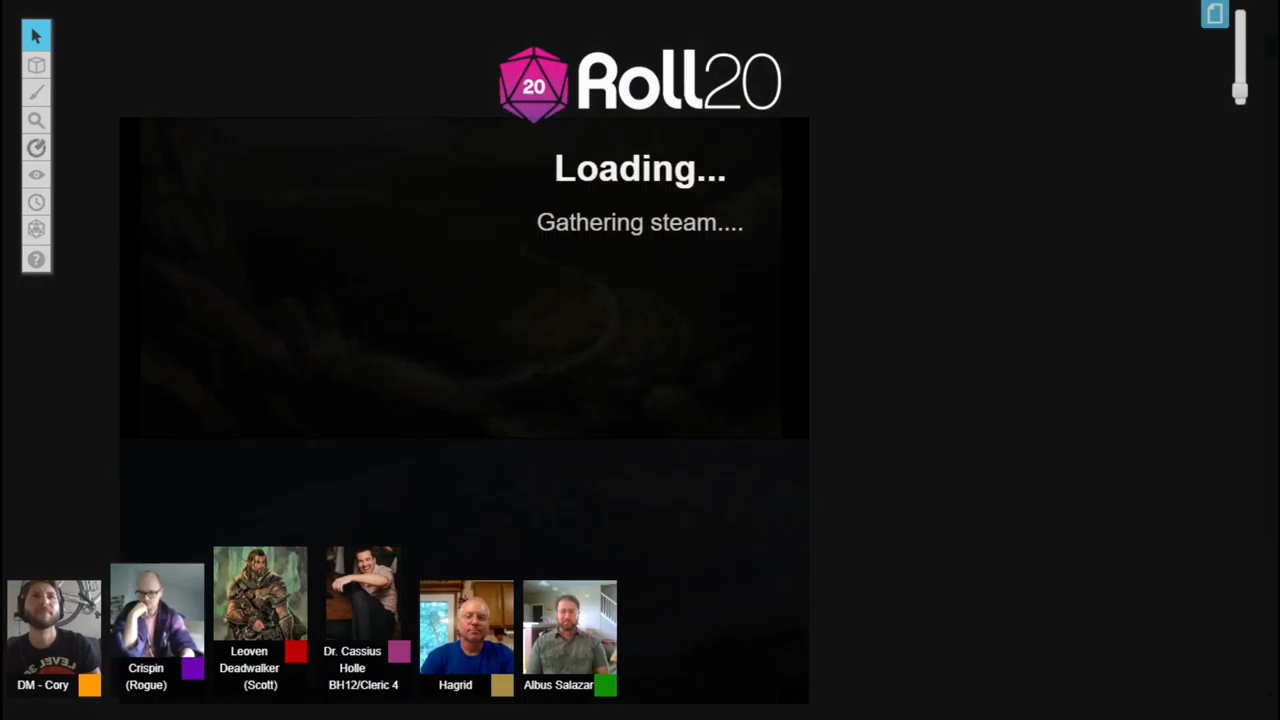 20 Roll20
Loading...
Gathering steam....
DM - Cory
Crispin
(Rogue)
Leoven
Deadwalker
(Scott)
Dr. Cassius
Holle
BH12/Cleric 4
Hagrid
Albus Salazar
?